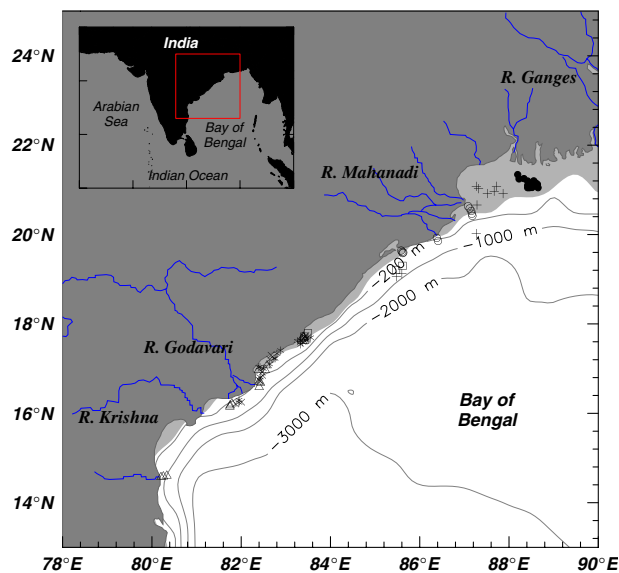 24°N
22°N
20°N
18°N
16°N
14°N
India
Arabian
Sea
Bay of
Bengal
Indian Ocean
R. Ganges
R. Mahanadi
−200 m
−1000 m
−2000 m
R. Godavari
R. Krishna
−3000 m
Bay of
Bengal
78°E 80°E 82°E 84°E 86°E 88°E 90°E